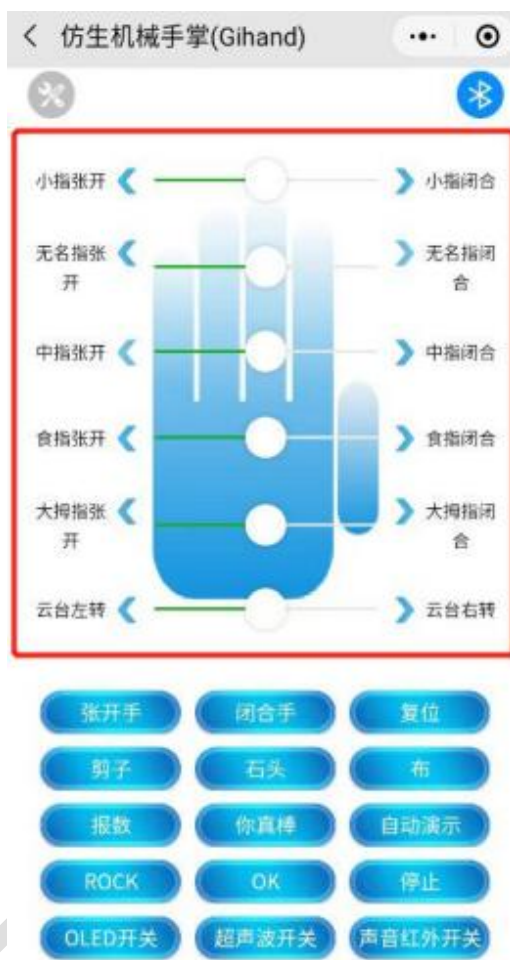 仿生机械手掌(Gihand)
小指张开 小指闭合
无名指张 无名指闭
开 合
中指张开 中指闭合
食指张开 食指闭合
大拇指张 大拇指闭
开 合
云台左转 云台右转
张开手 闭合手 复位
剪子 石头 布
报数 你真棒 自动演示
ROCK OK 停止
OLED开关 超声波开关 声音红外开关